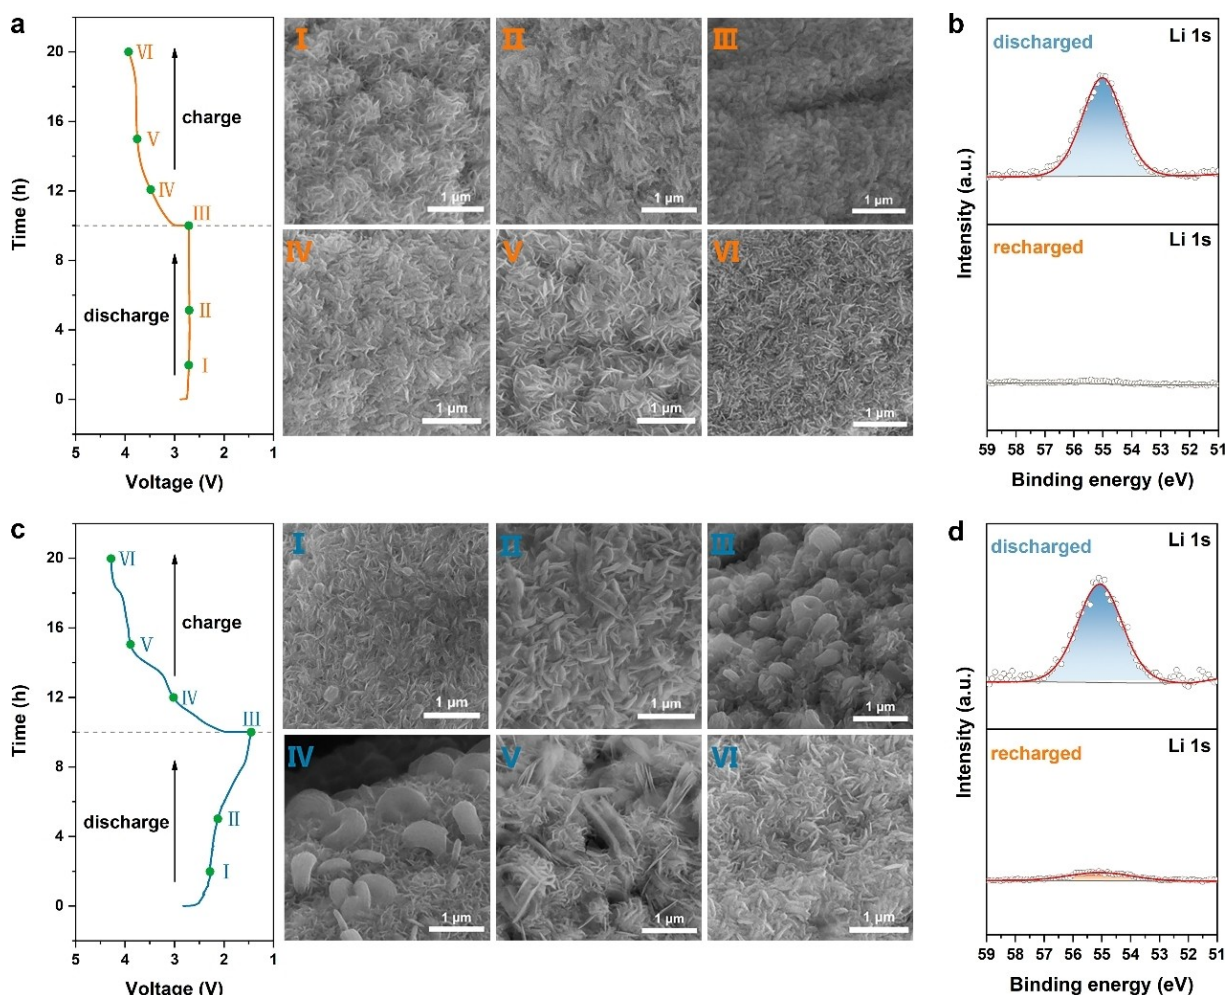 a
20
16
12
8
4
0
Time (h)
5 4 3 2 1
Voltage (V)
VI
V
IV
III
II
I
charge
discharge
I
1 μm
II
1 μm
III
1 μm
IV
1 μm
V
1 μm
VI
1 μm
b
discharged
Li 1s
recharged
Li 1s
Intensity (a.u.)
59 58 57 56 55 54 53 52 51
Binding energy (eV)
c
20
16
12
8
4
0
Time (h)
5 4 3 2 1
Voltage (V)
VI
V
IV
III
II
I
charge
discharge
I
1 μm
II
1 μm
III
1 μm
IV
1 μm
V
1 μm
VI
1 μm
d
discharged
Li 1s
recharged
Li 1s
Intensity (a.u.)
59 58 57 56 55 54 53 52 51
Binding energy (eV)